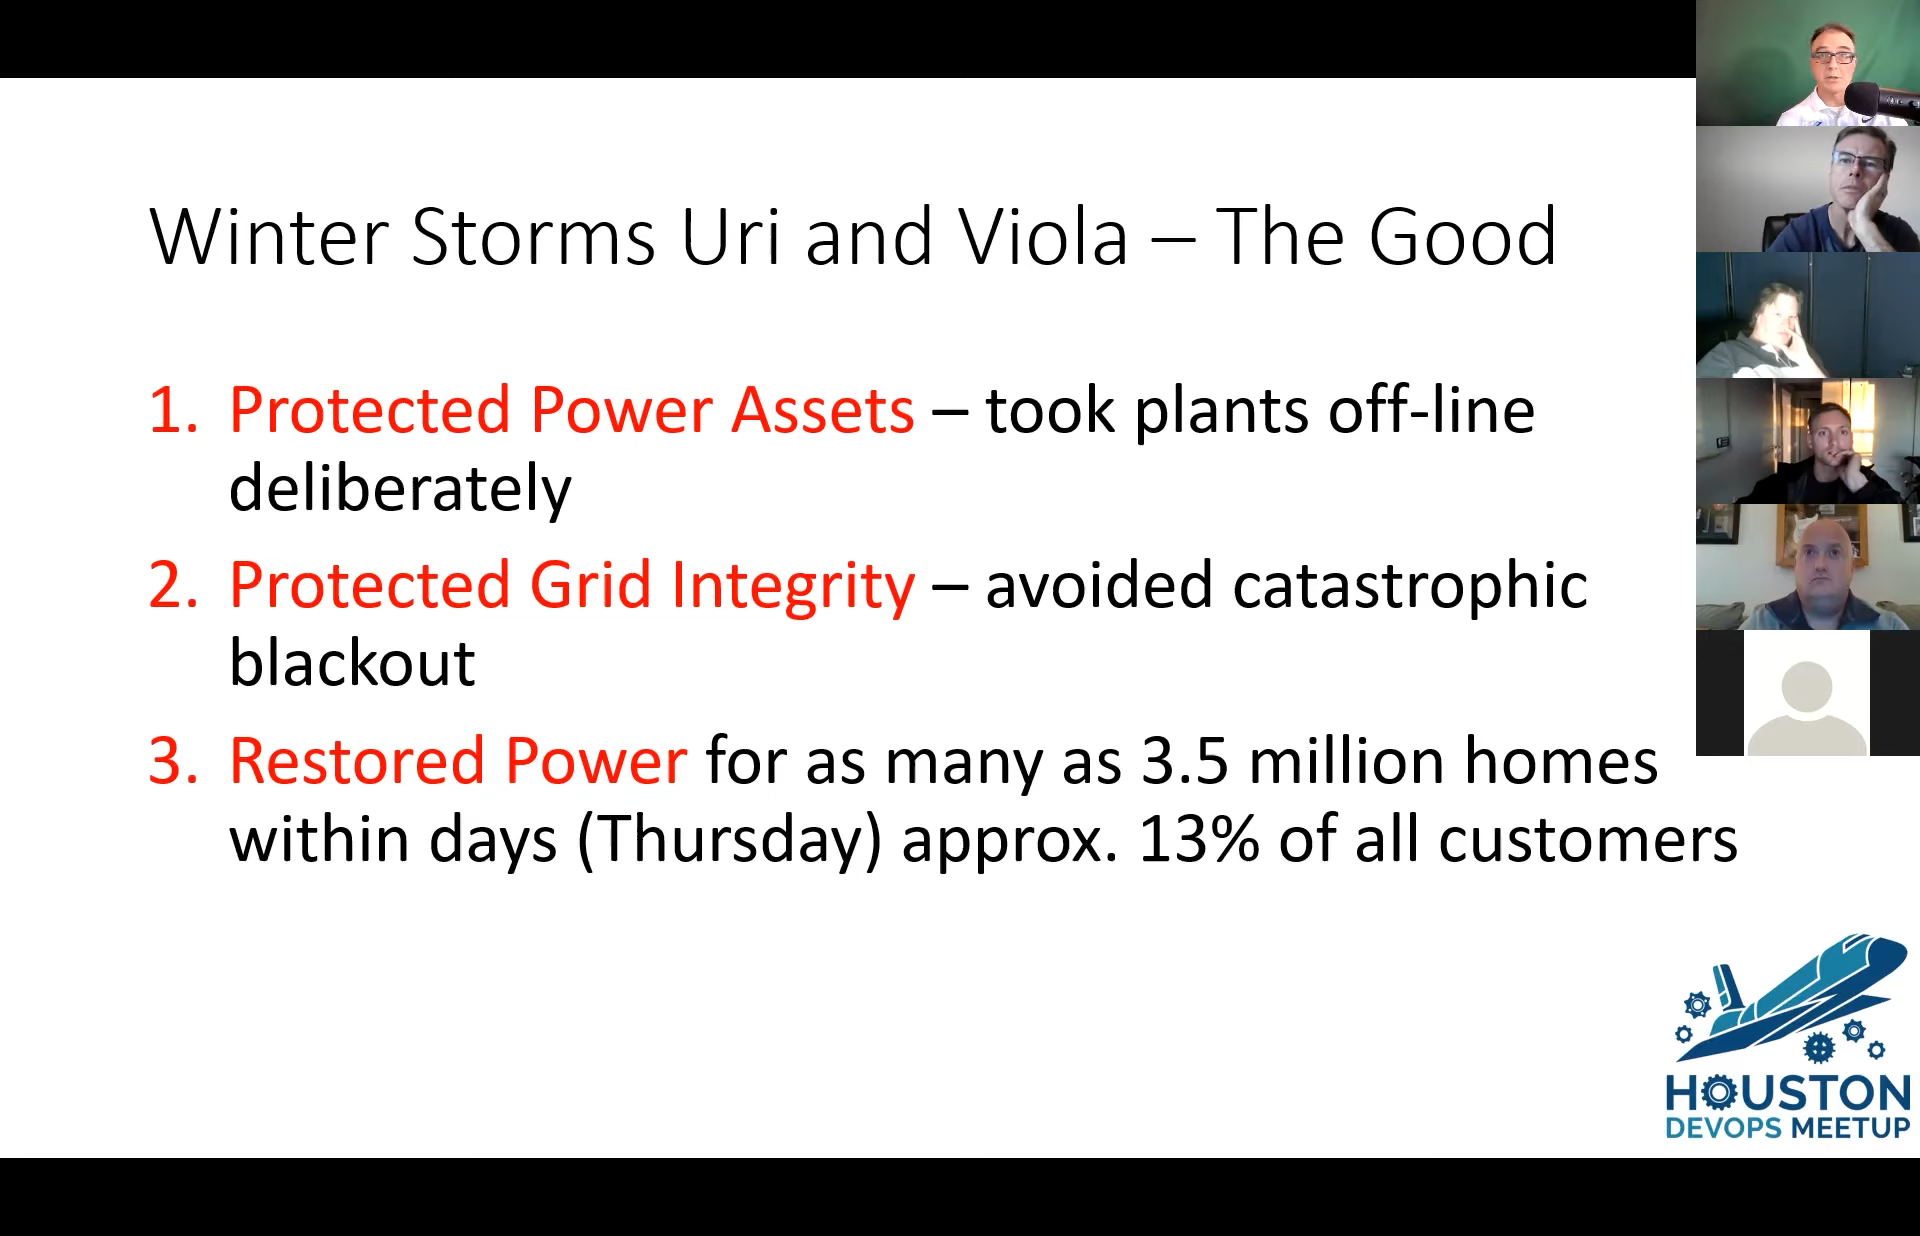 Winter Storms Uri and Viola – The Good
1. Protected Power Assets – took plants off-line
deliberately
2. Protected Grid Integrity – avoided catastrophic
blackout
3. Restored Power for as many as 3.5 million homes
within days (Thursday) approx. 13% of all customers
HOUSTON
DEVOPS MEETUP